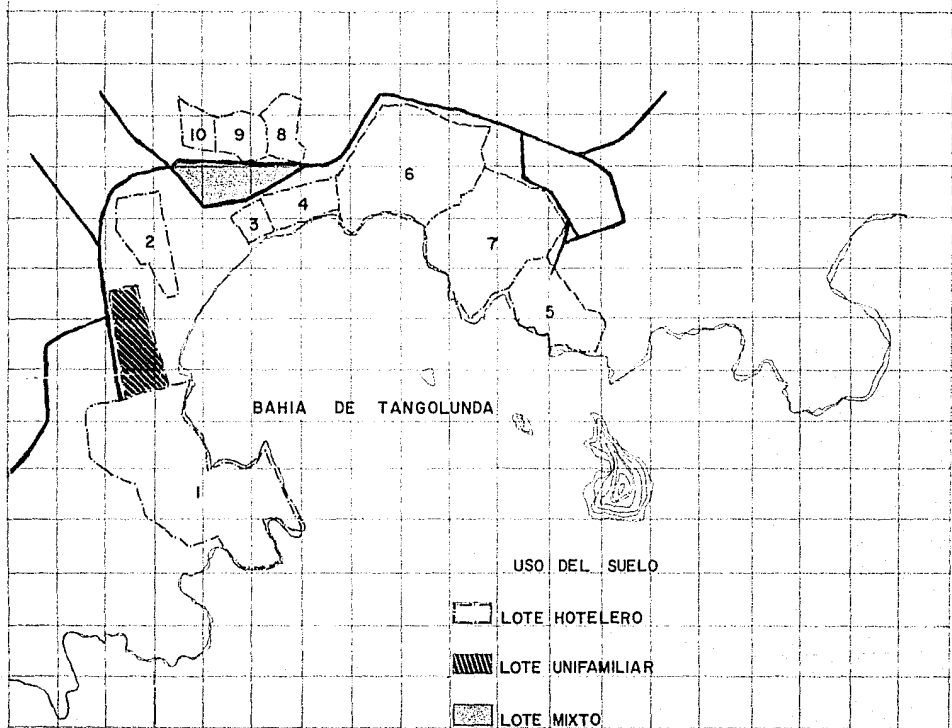 10 9 8
6
3 4
2
7
5
BAHIA DE TANGOLUNDA
1
USO DEL SUELO
LOTE HOTELERO
LOTE UNIFAMILIAR
LOTE MIXTO